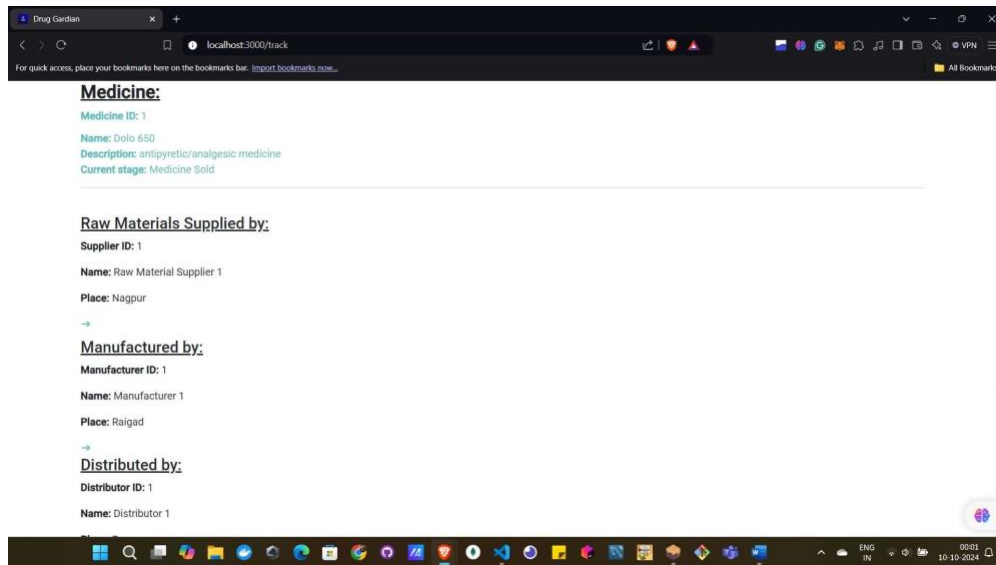 Drug Gardian
localhost:3000/track
VPN
For quick access, place your bookmarks here on the bookmarks bar. Import bookmarks now...
All Bookmarks
Medicine:
Medicine ID: 1
Name: Dolo 650
Description: antipyretic/analgesic medicine
Current stage: Medicine Sold
Raw Materials Supplied by:
Supplier ID: 1
Name: Raw Material Supplier 1
Place: Nagpur
→
Manufactured by:
Manufacturer ID: 1
Name: Manufacturer 1
Place: Raigad
→
Distributed by:
Distributor ID: 1
Name: Distributor 1
ENG
IN
00:01
10-10-2024